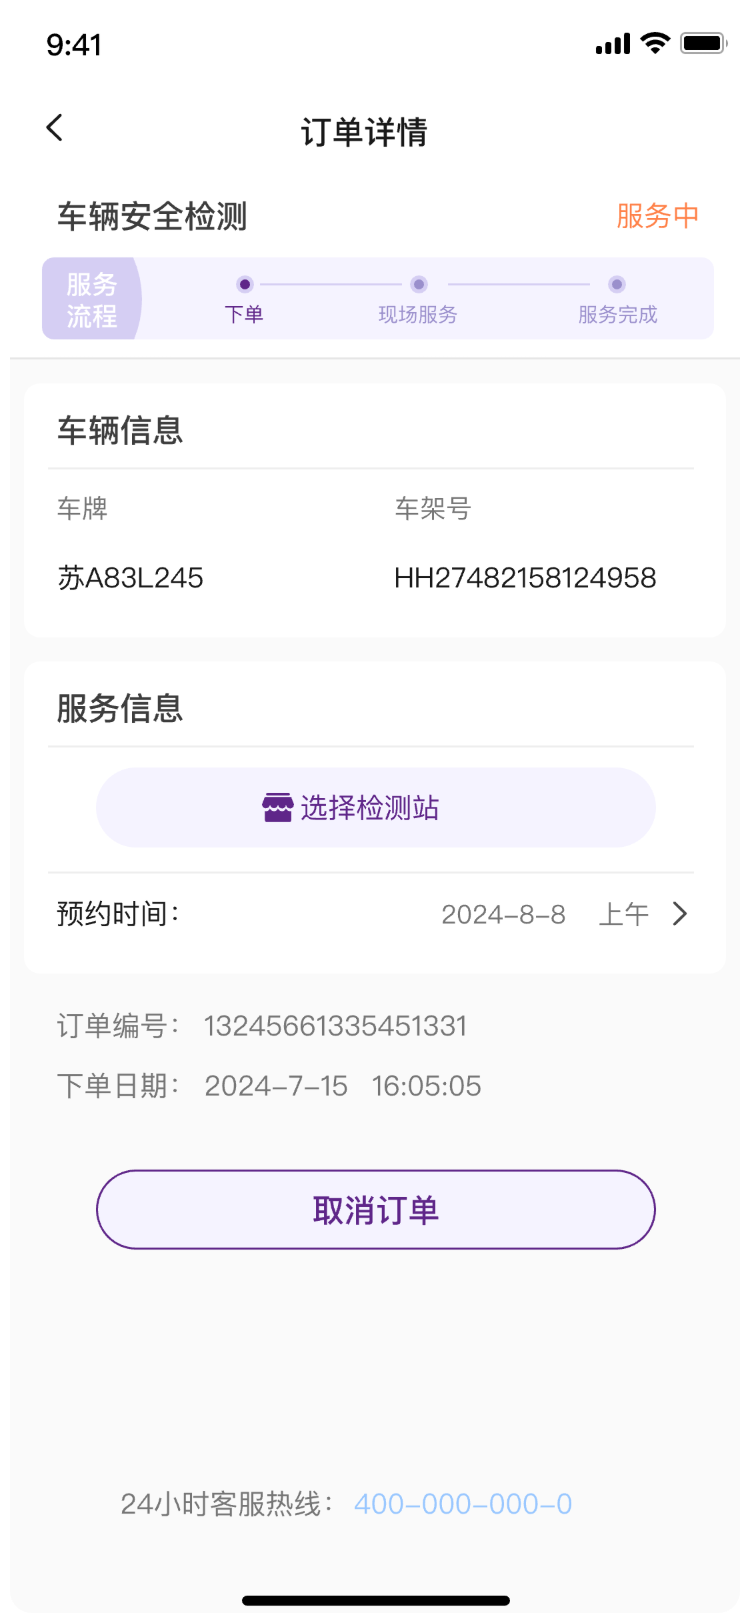 9:41
订单详情
车辆安全检测 服务中
服务
流程
下单 现场服务 服务完成
车辆信息
车牌 车架号
苏A83L245 HH27482158124958
服务信息
选择检测站
预约时间： 2024-8-8 上午
订单编号： 13245661335451331
下单日期： 2024-7-15 16:05:05
取消订单
24小时客服热线： 400-000-000-0